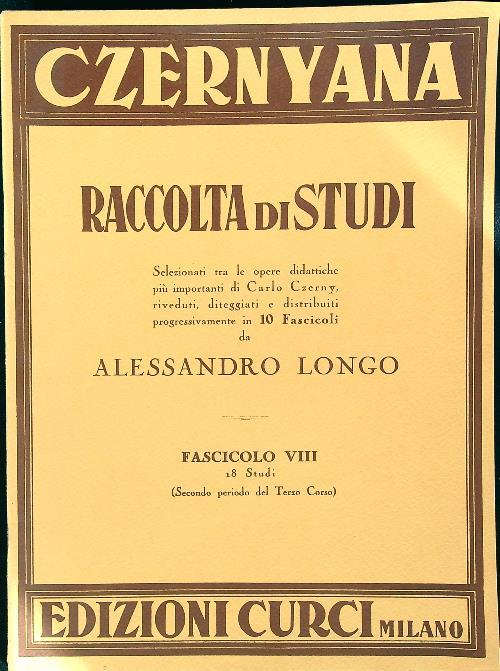 CZERNYANA
RACCOLTA DI STUDI
Selezionati tra le opere didattiche
più importanti di Carlo Czerny,
riveduti, diteggiati e distribuiti
progressivamente in 10 Fascicoli
da
ALESSANDRO LONGO
FASCICOLO VIII
18 Studi
(Secondo periodo del Terzo Corso)
EDIZIONI CURCI MILANO